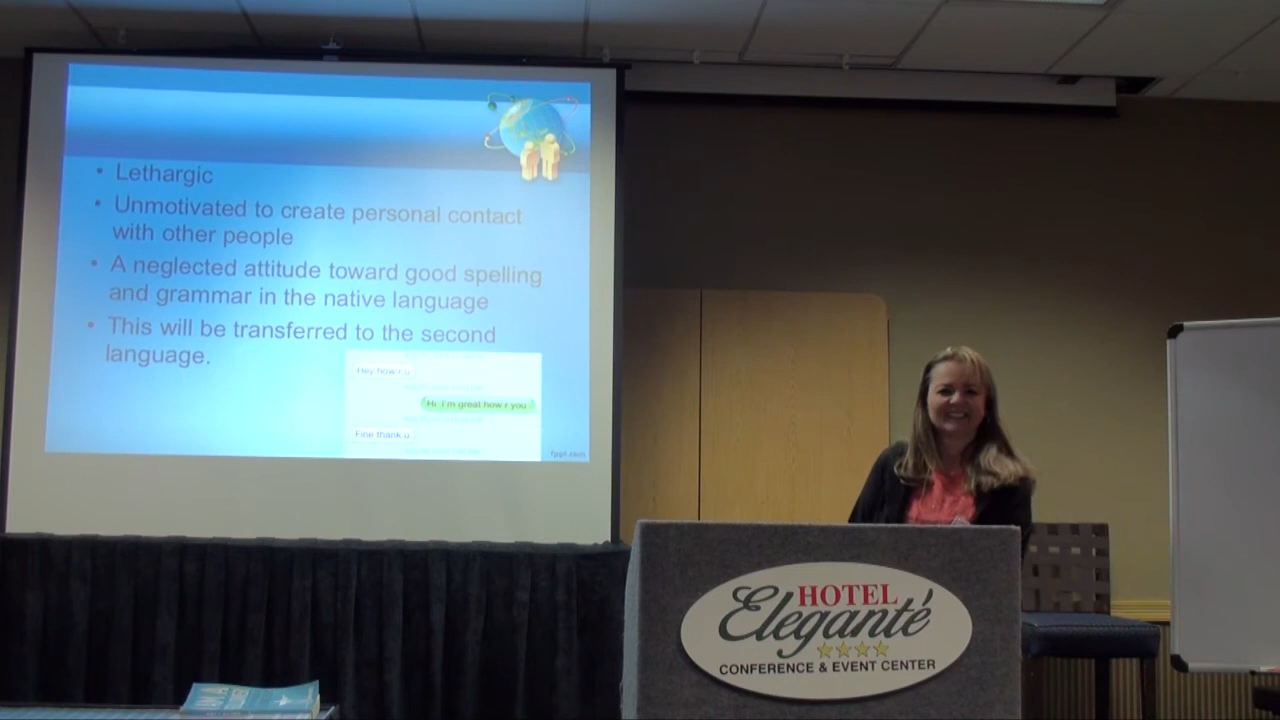 • Lethargic
• Unmotivated to create personal contact
with other people
• A neglected attitude toward good spelling
and grammar in the native language
• This will be transferred to the second
language.
Hey how r u
Hi. I'm great how r you
Fine thank u
fppt.com
HOTEL
Eleganté
CONFERENCE & EVENT CENTER
I AM A